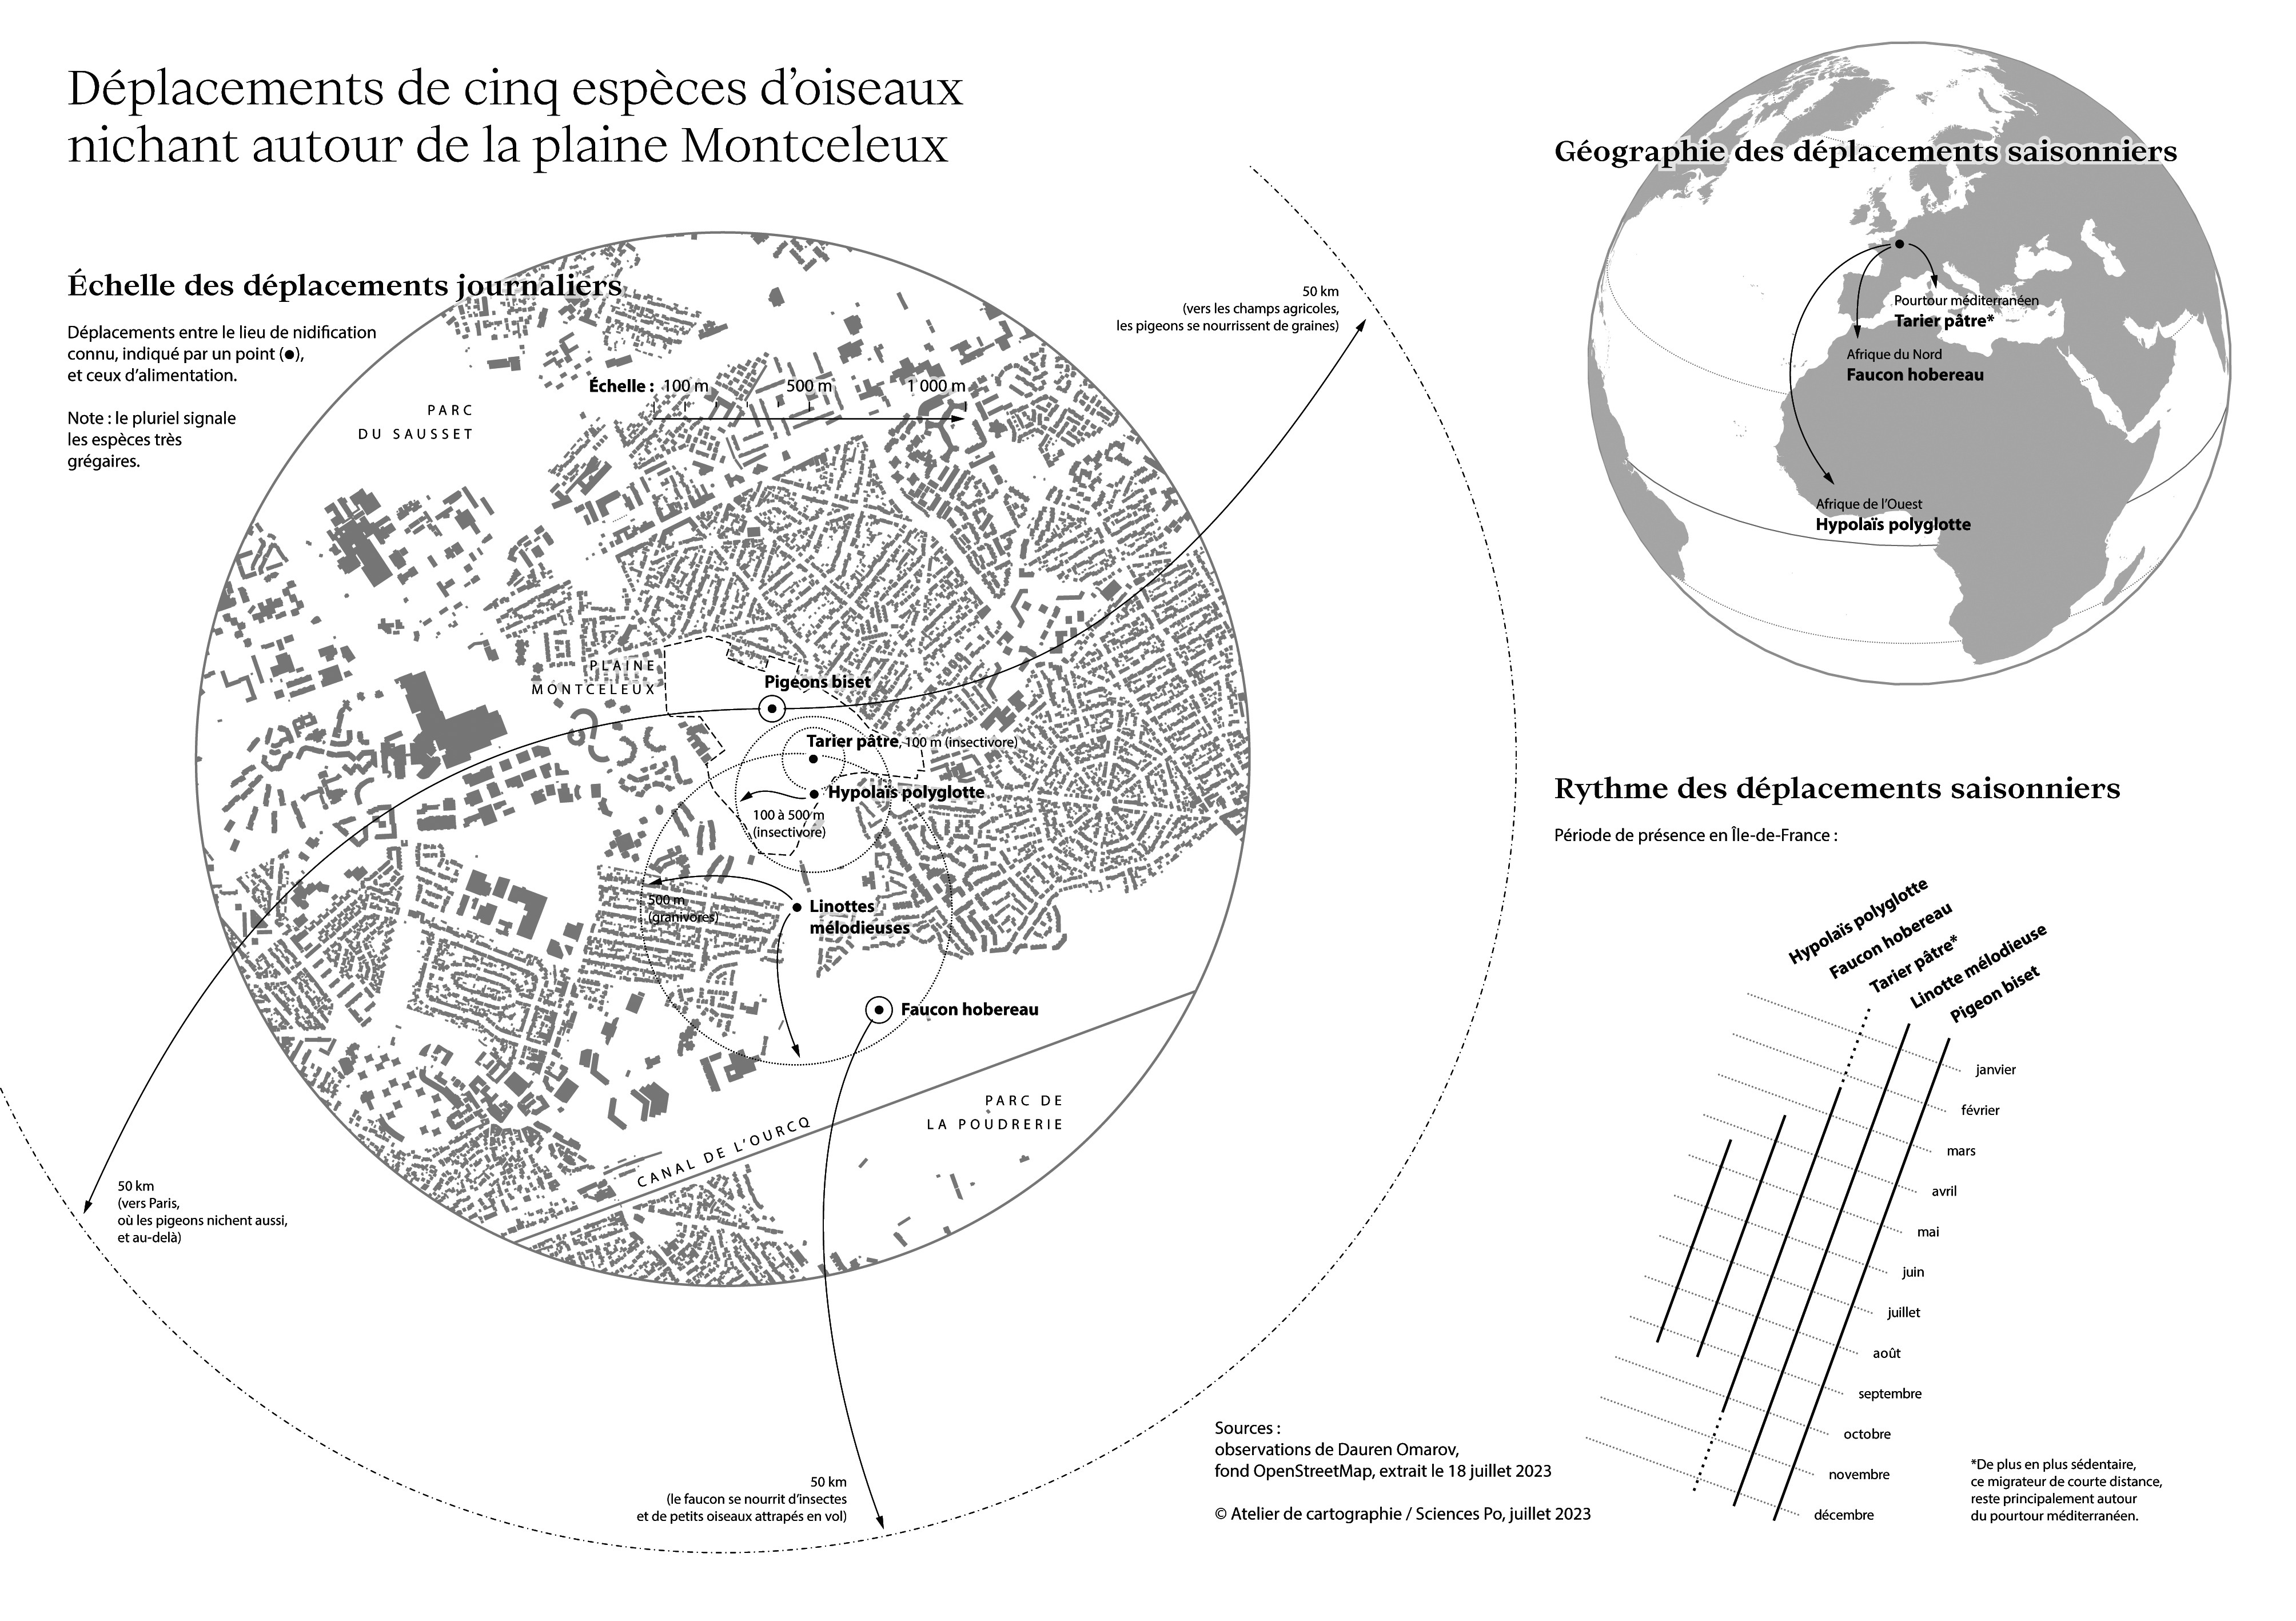 Déplacements de cinq espèces d’oiseaux
nichant autour de la plaine Montceleux
Échelle des déplacements journaliers
Déplacements entre le lieu de nidification
connu, indiqué par un point (●),
et ceux d’alimentation.
Note : le pluriel signale
les espèces très
grégaires.
PARC
DU SAUSSET
Échelle : 100 m 500 m 1 000 m
50 km
(vers les champs agricoles,
les pigeons se nourrissent de graines)
PLAINE
MONTCELEUX
Pigeons biset
Tarier pâtre, 100 m (insectivore)
Hypolaïs polyglotte
100 à 500 m
(insectivore)
500 m
(granivores)
Linottes
mélodieuses
Faucon hobereau
PARC DE
LA POUDRERIE
CANAL DE L’OURCQ
50 km
(vers Paris,
où les pigeons nichent aussi,
et au-delà)
50 km
(le faucon se nourrit d’insectes
et de petits oiseaux attrapés en vol)
Géographie des déplacements saisonniers
Pourtour méditerranéen
Tarier pâtre*
Afrique du Nord
Faucon hobereau
Afrique de l’Ouest
Hypolaïs polyglotte
Rythme des déplacements saisonniers
Période de présence en Île-de-France :
Hypolaïs polyglotte
Faucon hobereau
Tarier pâtre*
Linotte mélodieuse
Pigeon biset
janvier
février
mars
avril
mai
juin
juillet
août
septembre
octobre
novembre
décembre
*De plus en plus sédentaire,
ce migrateur de courte distance,
reste principalement autour
du pourtour méditerranéen.
Sources :
observations de Dauren Omarov,
fond OpenStreetMap, extrait le 18 juillet 2023
© Atelier de cartographie / Sciences Po, juillet 2023